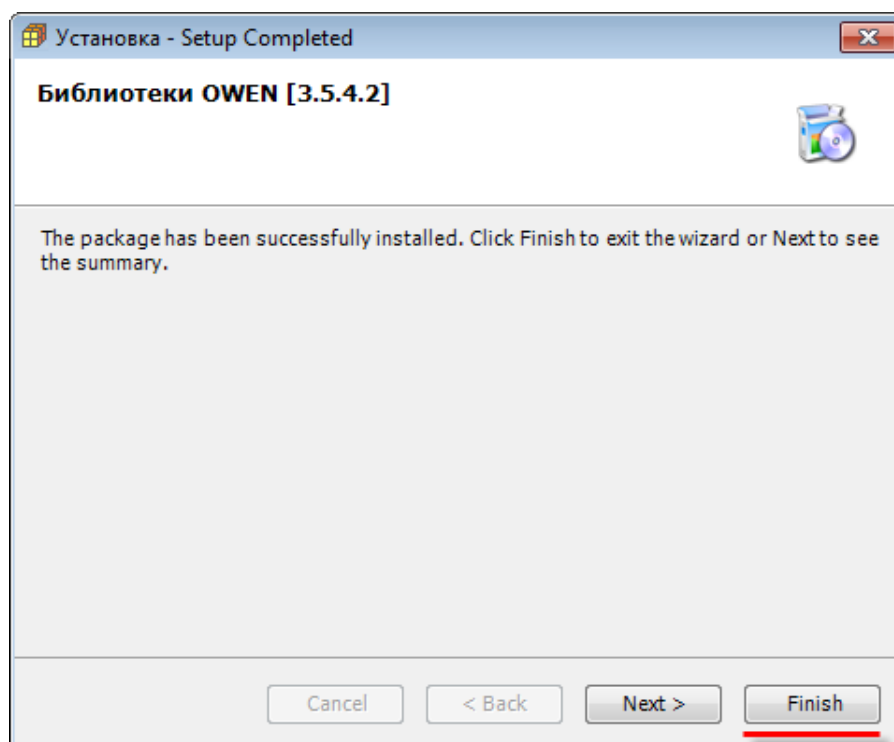 Установка - Setup Completed
Библиотеки OWEN [3.5.4.2]
The package has been successfully installed. Click Finish to exit the wizard or Next to see
the summary.
Cancel
< Back
Next >
Finish